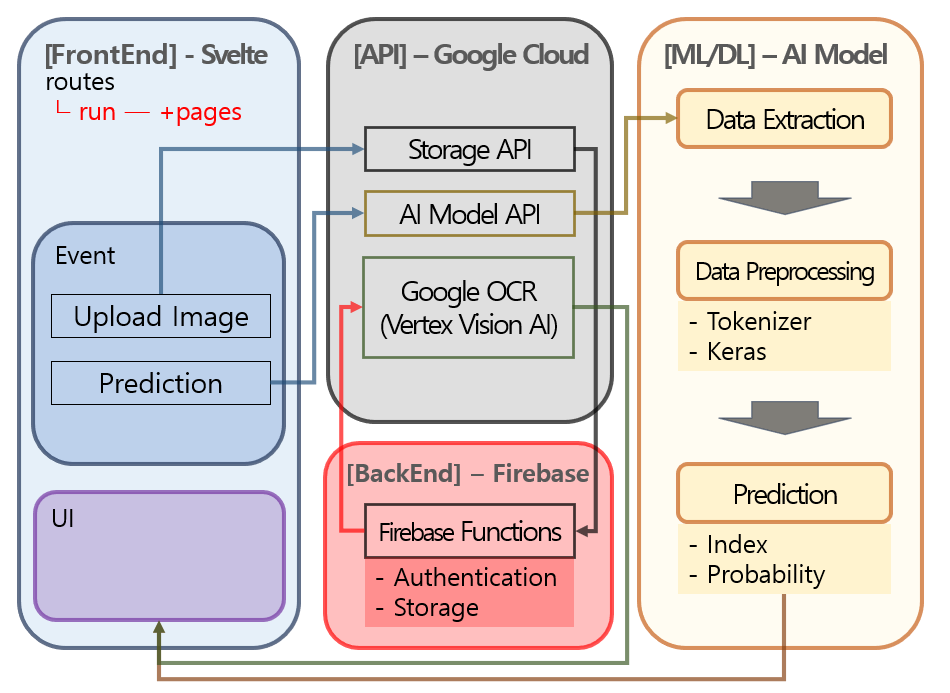 [FrontEnd] - Svelte
routes
└ run — +pages
Event
Upload Image
Prediction
UI
[API] – Google Cloud
Storage API
AI Model API
Google OCR
(Vertex Vision AI)
[BackEnd] – Firebase
Firebase Functions
- Authentication
- Storage
[ML/DL] – AI Model
Data Extraction
Data Preprocessing
- Tokenizer
- Keras
Prediction
- Index
- Probability